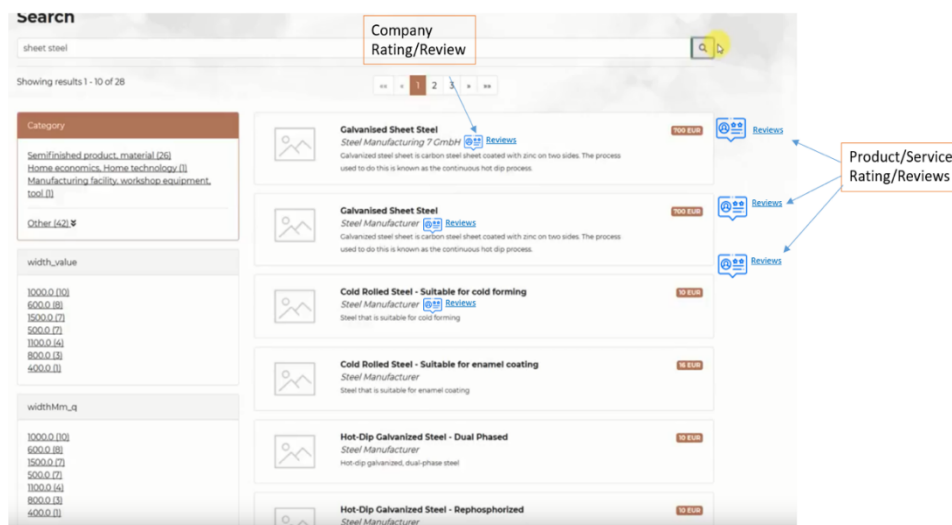 Search
Company
Rating/Review
sheet steel
Showing results 1 - 10 of 28
«« « 1 2 3 » »»
Category
Semifinished product, material (26)
Home economics, Home technology (1)
Manufacturing facility, workshop equipment,
tool (1)
Other (42)
width_value
1000.0 (10)
600.0 (8)
1500.0 (7)
500.0 (7)
1100.0 (4)
800.0 (3)
400.0 (1)
widthMm_q
1000.0 (10)
600.0 (8)
1500.0 (7)
500.0 (7)
1100.0 (4)
800.0 (3)
400.0 (1)
Galvanised Sheet Steel
700 EUR
Steel Manufacturing 7 GmbH Reviews
Galvanized steel sheet is carbon steel sheet coated with zinc on two sides. The process
used to do this is known as the continuous hot dip process.
Galvanised Sheet Steel
700 EUR
Steel Manufacturer Reviews
Galvanized steel sheet is carbon steel sheet coated with zinc on two sides. The process
used to do this is known as the continuous hot dip process.
Cold Rolled Steel - Suitable for cold forming
10 EUR
Steel Manufacturer Reviews
Steel that is suitable for cold forming
Cold Rolled Steel - Suitable for enamel coating
16 EUR
Steel Manufacturer
Steel that is suitable for enamel coating
Hot-Dip Galvanized Steel - Dual Phased
10 EUR
Steel Manufacturer
Hot-dip galvanized, dual-phase steel
Hot-Dip Galvanized Steel - Rephosphorized
10 EUR
Steel Manufacturer
Reviews
Reviews
Reviews
Product/Service
Rating/Reviews